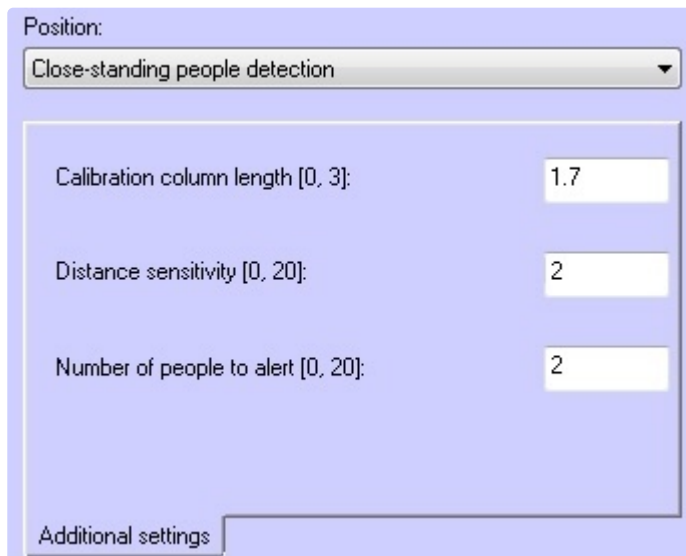 Position:
Close-standing people detection
Calibration column length [0, 3]: 1.7
Distance sensitivity [0, 20]: 2
Number of people to alert [0, 20]: 2
Additional settings